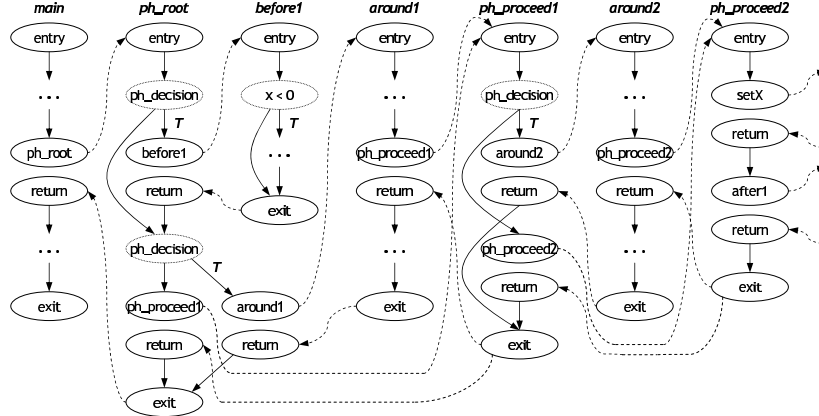 main ph_root before1 around1 ph_proceed1 around2 ph_proceed2
entry entry entry entry entry entry entry
... ph_decision x < 0 ... ph_decision ... setX
T T T
ph_root before1 ... ph_proceed1 around2 ph_proceed2 return
return return exit return return return after1
... ph_decision ... ph_proceed2 ... return
T
exit ph_proceed1 around1 exit return exit exit
return return exit
exit